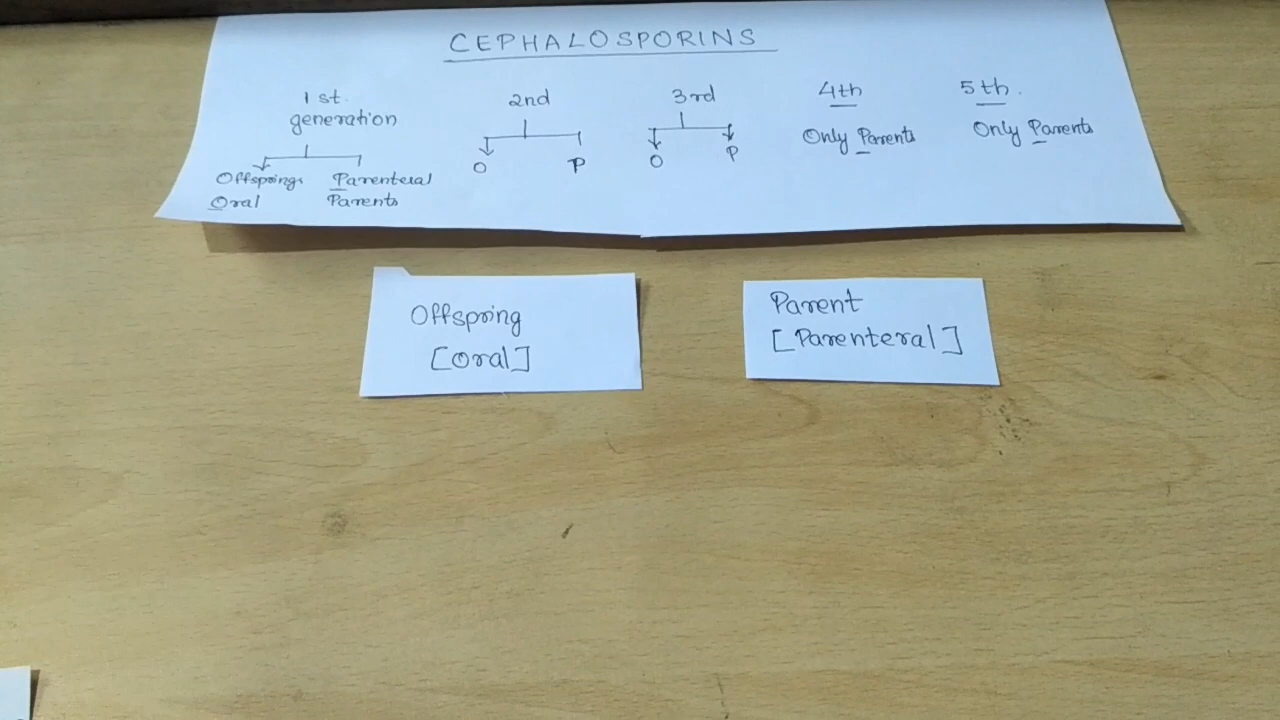 CEPHALOSPORINS
1st.
generation
Offsprings
Oral
Parenteral
Parents
2nd
O
P
3rd
O
P
4th
Only Parents
5th.
Only Parents
Offspring
[Oral]
Parent
[Parenteral]